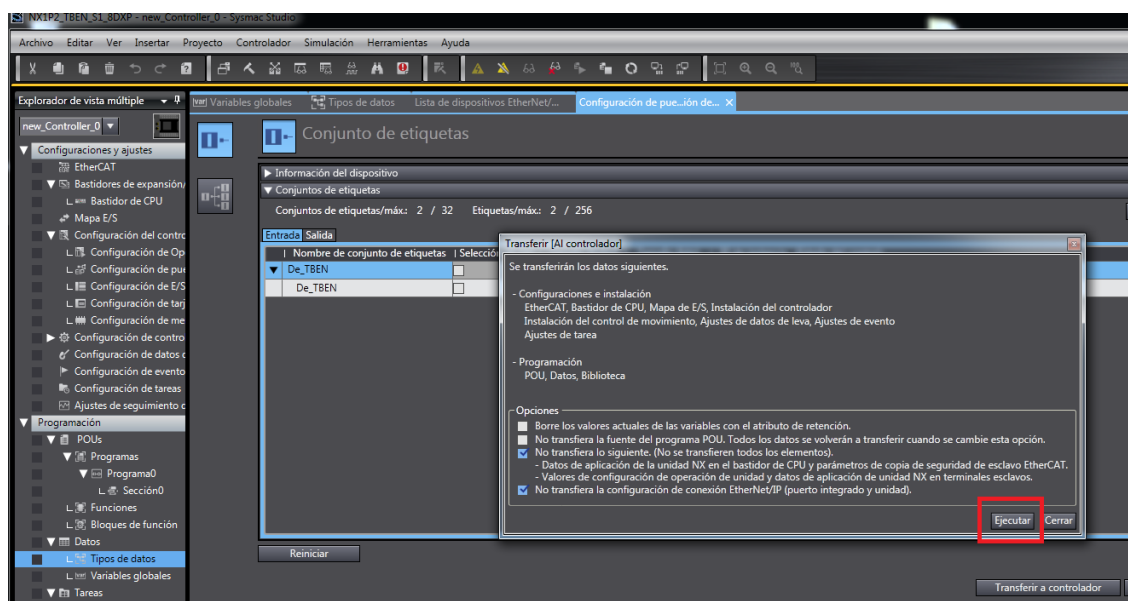 NX1P2_TBEN_S1_8DXP - new_Controller_0 - Sysmac Studio
Archivo Editar Ver Insertar Proyecto Controlador Simulación Herramientas Ayuda
Explorador de vista múltiple
Variables globales Tipos de datos Lista de dispositivos EtherNet/... Configuración de pue...ión de... X
new_Controller_0
Conjunto de etiquetas
Configuraciones y ajustes
EtherCAT
Información del dispositivo
Bastidores de expansión/
Conjuntos de etiquetas
Bastidor de CPU
Conjuntos de etiquetas/máx.: 2 / 32 Etiquetas/máx.: 2 / 256
Mapa E/S
Configuración del contro
Entrada Salida
Configuración de Op
Nombre de conjunto de etiquetas Selecció
De_TBEN
Configuración de pue
De_TBEN
Configuración de E/S
Configuración de tarj
Configuración de me
Configuración de contro
Configuración de datos d
Configuración de evento
Configuración de tareas
Ajustes de seguimiento d
Programación
POUs
Programas
Programa0
Sección0
Funciones
Bloques de función
Datos
Tipos de datos
Variables globales
Tareas
Transferir [Al controlador]
Se transferirán los datos siguientes.
- Configuraciones e instalación
EtherCAT, Bastidor de CPU, Mapa de E/S, Instalación del controlador
Instalación del control de movimiento, Ajustes de datos de leva, Ajustes de evento
Ajustes de tarea
- Programación
POU, Datos, Biblioteca
Opciones
Borre los valores actuales de las variables con el atributo de retención.
No transfiera la fuente del programa POU. Todos los datos se volverán a transferir cuando se cambie esta opción.
No transfiera lo siguiente. (No se transfieren todos los elementos).
- Datos de aplicación de la unidad NX en el bastidor de CPU y parámetros de copia de seguridad de esclavo EtherCAT.
- Valores de configuración de operación de unidad y datos de aplicación de unidad NX en terminales esclavos.
No transfiera la configuración de conexión EtherNet/IP (puerto integrado y unidad).
Ejecutar Cerrar
Reiniciar
Transferir a controlador